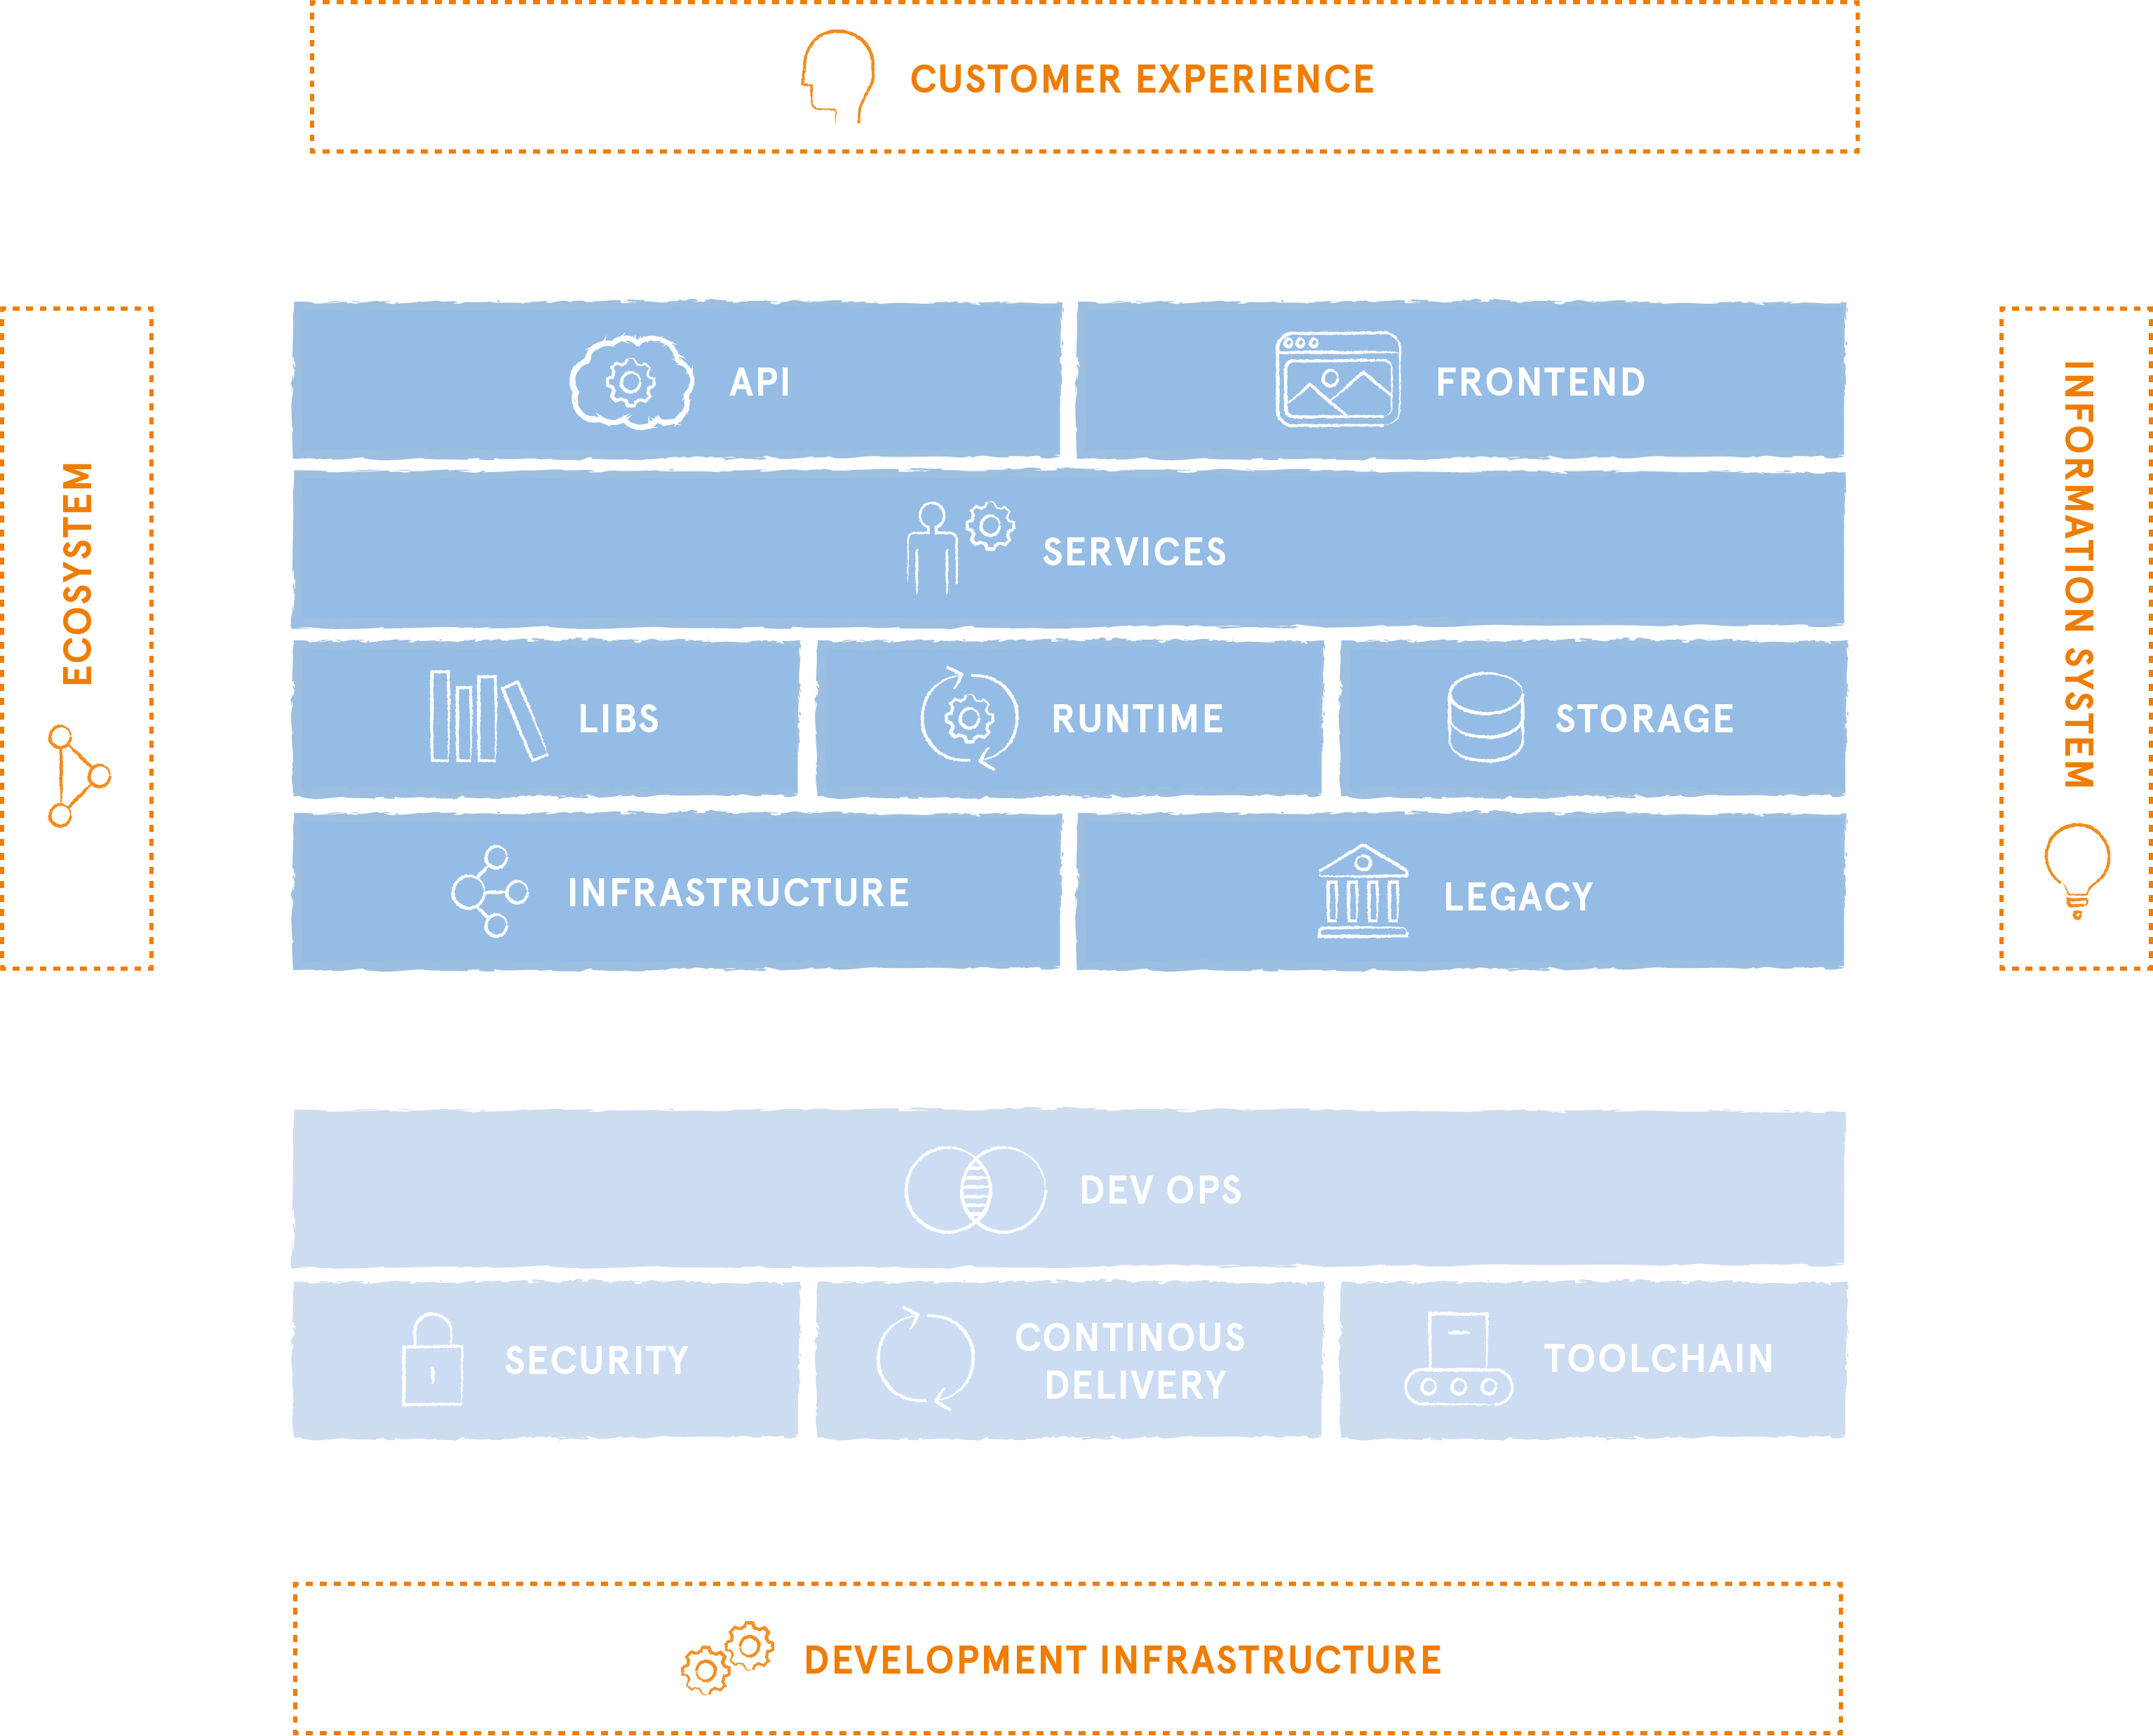 CUSTOMER EXPERIENCE
ECOSYSTEM
API
FRONTEND
SERVICES
LIBS
RUNTIME
STORAGE
INFRASTRUCTURE
LEGACY
INFORMATION SYSTEM
DEV OPS
SECURITY
CONTINOUS
DELIVERY
TOOLCHAIN
DEVELOPMENT INFRASTRUCTURE